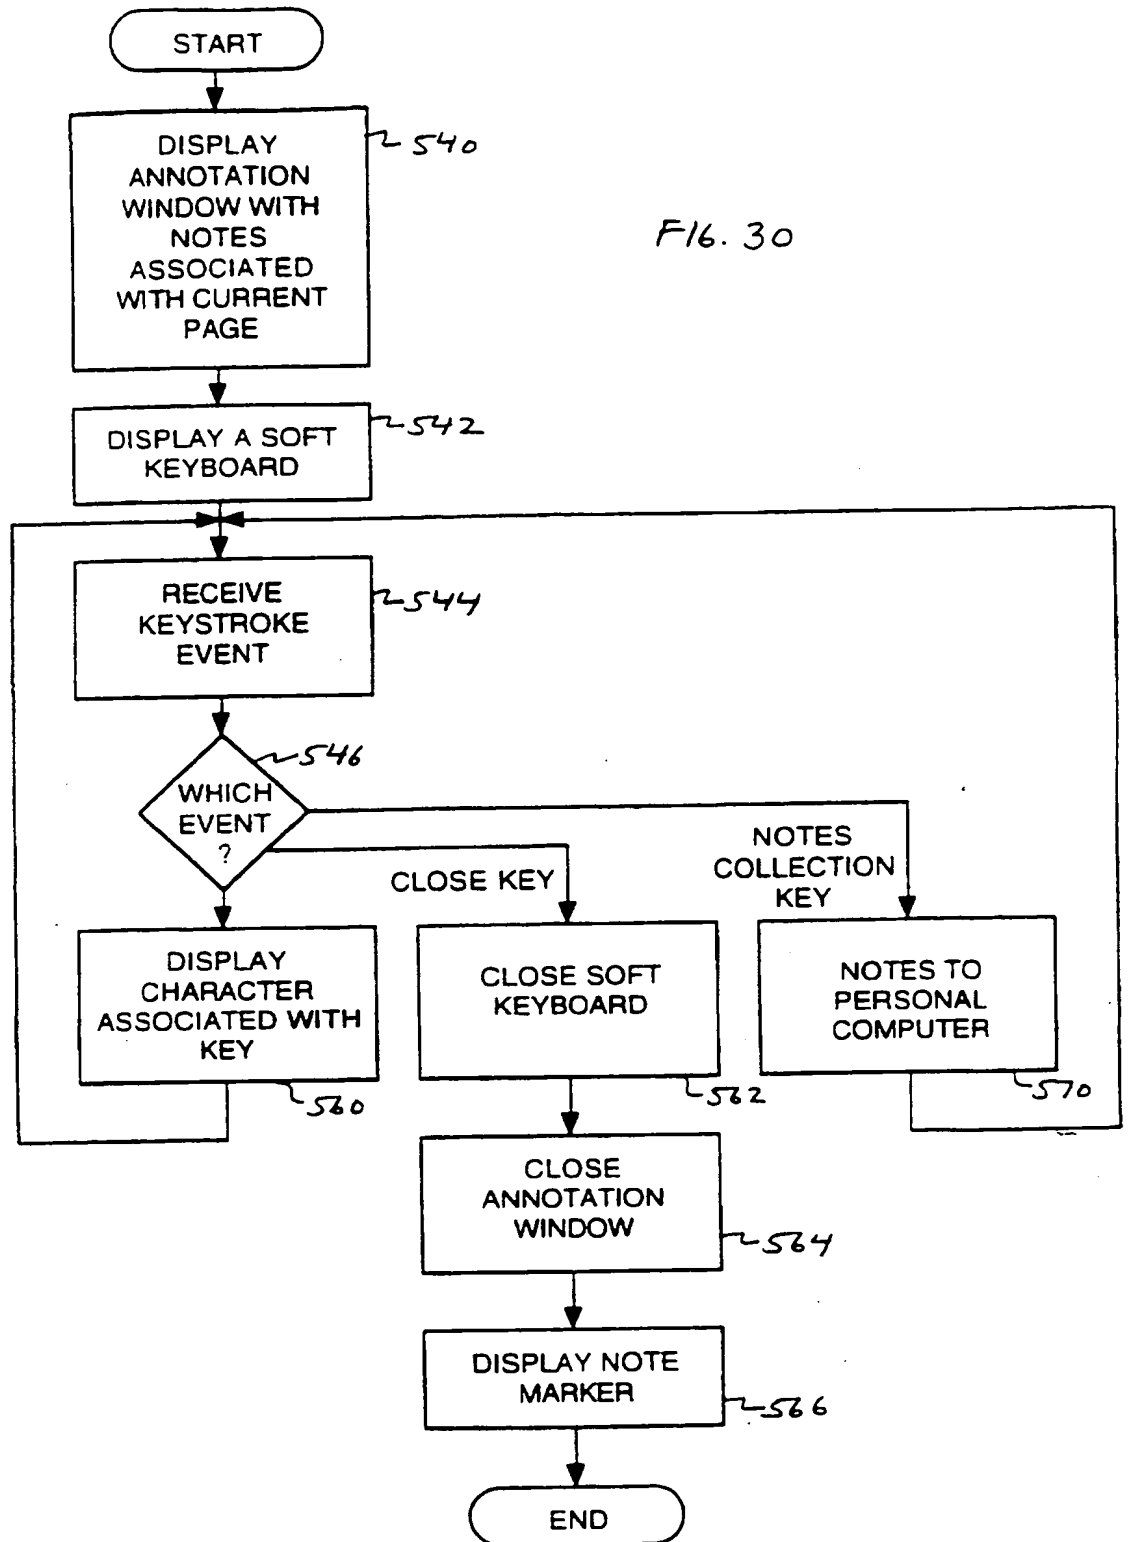 START
DISPLAY
ANNOTATION
WINDOW WITH
NOTES
ASSOCIATED
WITH CURRENT
PAGE
540
FIG. 30
DISPLAY A SOFT
KEYBOARD
542
RECEIVE
KEYSTROKE
EVENT
544
WHICH
EVENT
?
546
CLOSE KEY
NOTES
COLLECTION
KEY
DISPLAY
CHARACTER
ASSOCIATED WITH
KEY
560
CLOSE SOFT
KEYBOARD
562
NOTES TO
PERSONAL
COMPUTER
570
CLOSE
ANNOTATION
WINDOW
564
DISPLAY NOTE
MARKER
566
END